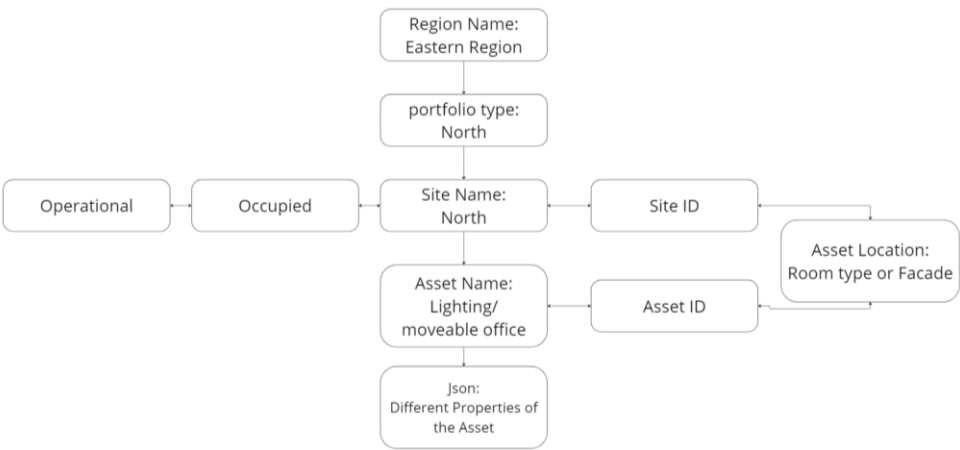 Region Name:
Eastern Region
portfolio type:
North
Operational
Occupied
Site Name:
North
Site ID
Asset Location:
Room type or Facade
Asset Name:
Lighting/
moveable office
Asset ID
Json:
Different Properties of
the Asset